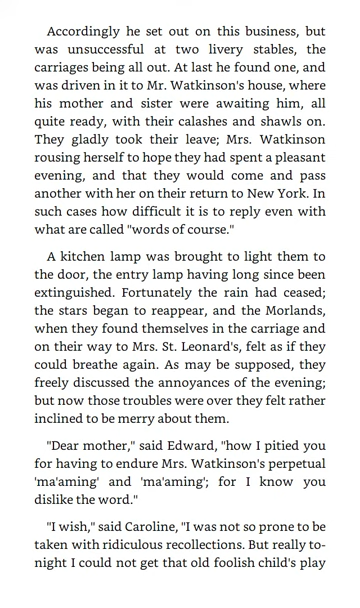 Accordingly he set out on this business, but
was unsuccessful at two livery stables, the
carriages being all out. At last he found one, and
was driven in it to Mr. Watkinson's house, where
his mother and sister were awaiting him, all
quite ready, with their calashes and shawls on.
They gladly took their leave; Mrs. Watkinson
rousing herself to hope they had spent a pleasant
evening, and that they would come and pass
another with her on their return to New York. In
such cases how difficult it is to reply even with
what are called "words of course."
A kitchen lamp was brought to light them to
the door, the entry lamp having long since been
extinguished. Fortunately the rain had ceased;
the stars began to reappear, and the Morlands,
when they found themselves in the carriage and
on their way to Mrs. St. Leonard's, felt as if they
could breathe again. As may be supposed, they
freely discussed the annoyances of the evening;
but now those troubles were over they felt rather
inclined to be merry about them.
"Dear mother," said Edward, "how I pitied you
for having to endure Mrs. Watkinson's perpetual
'ma'aming' and 'ma'aming'; for I know you
dislike the word."
"I wish," said Caroline, "I was not so prone to be
taken with ridiculous recollections. But really to-
night I could not get that old foolish child's play